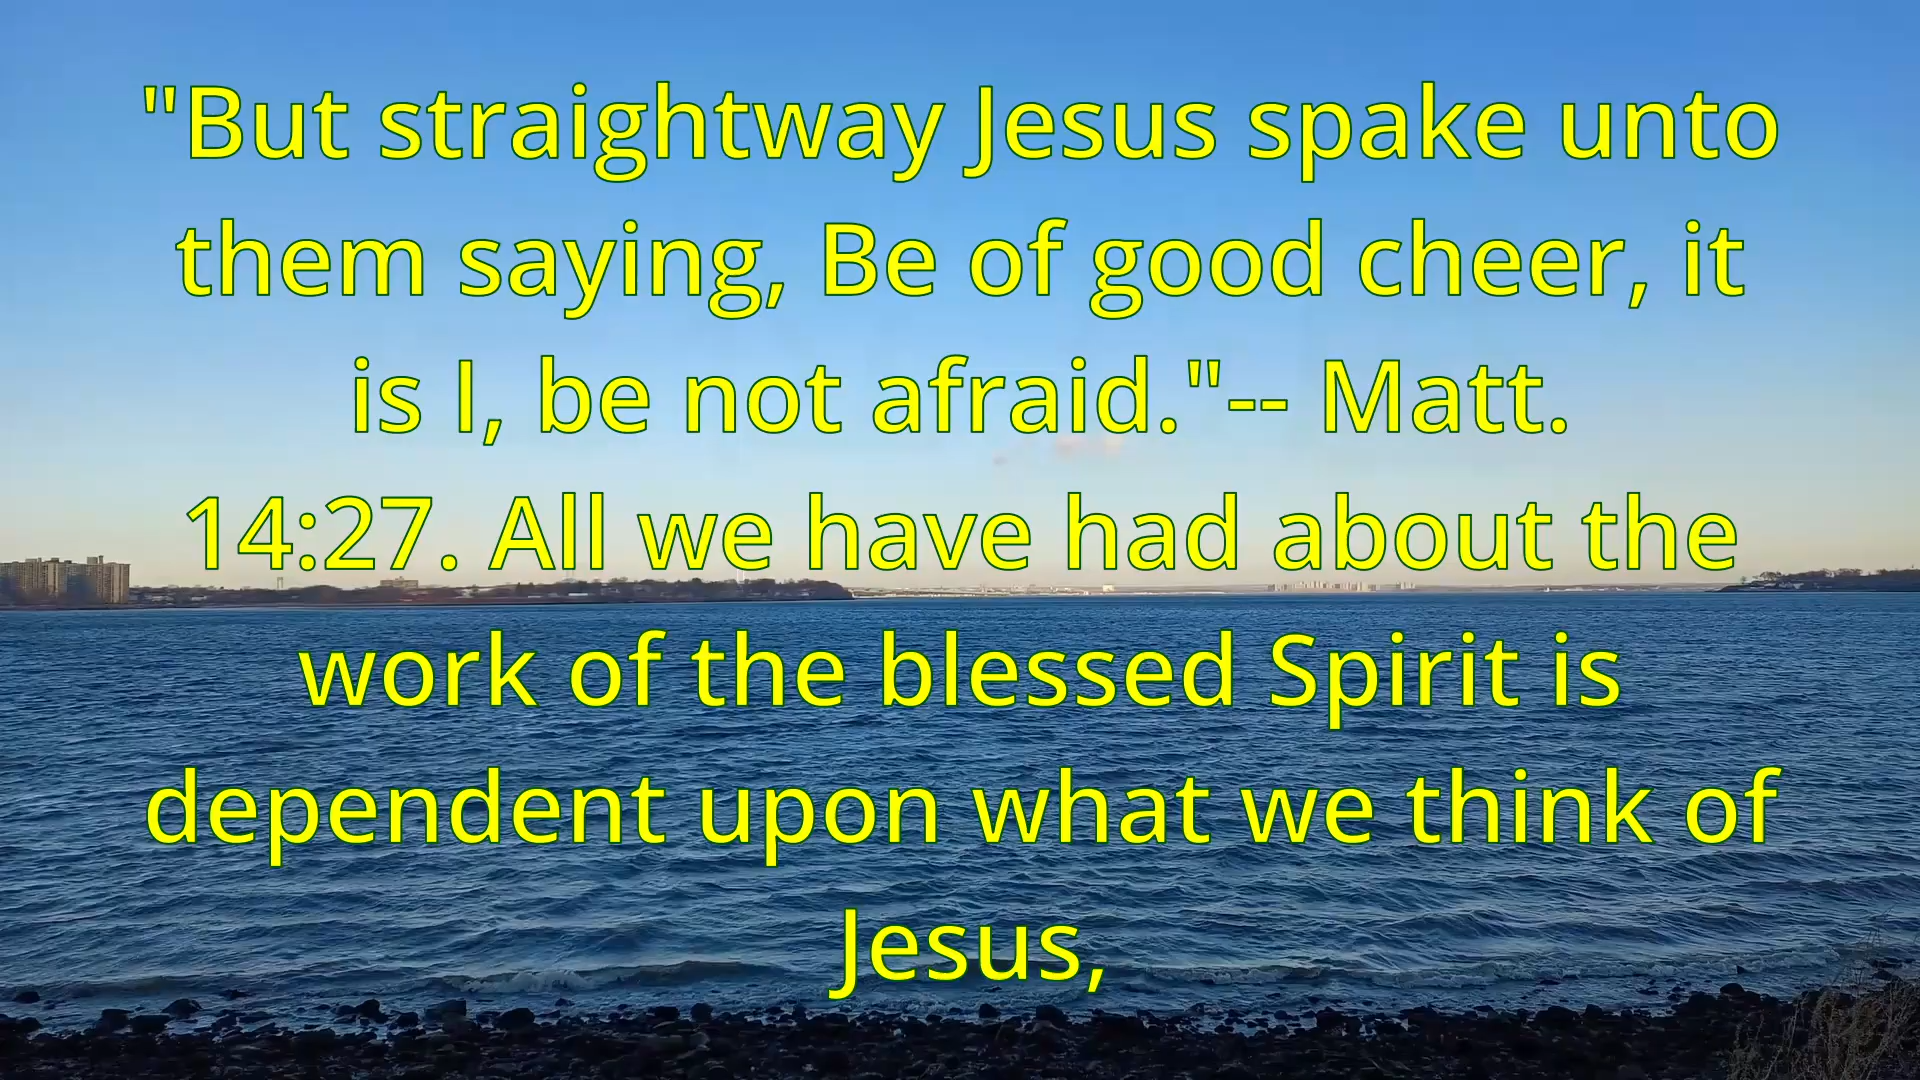 "But straightway Jesus spake unto
them saying, Be of good cheer, it
is I, be not afraid."-- Matt.
14:27. All we have had about the
work of the blessed Spirit is
dependent upon what we think of
Jesus,